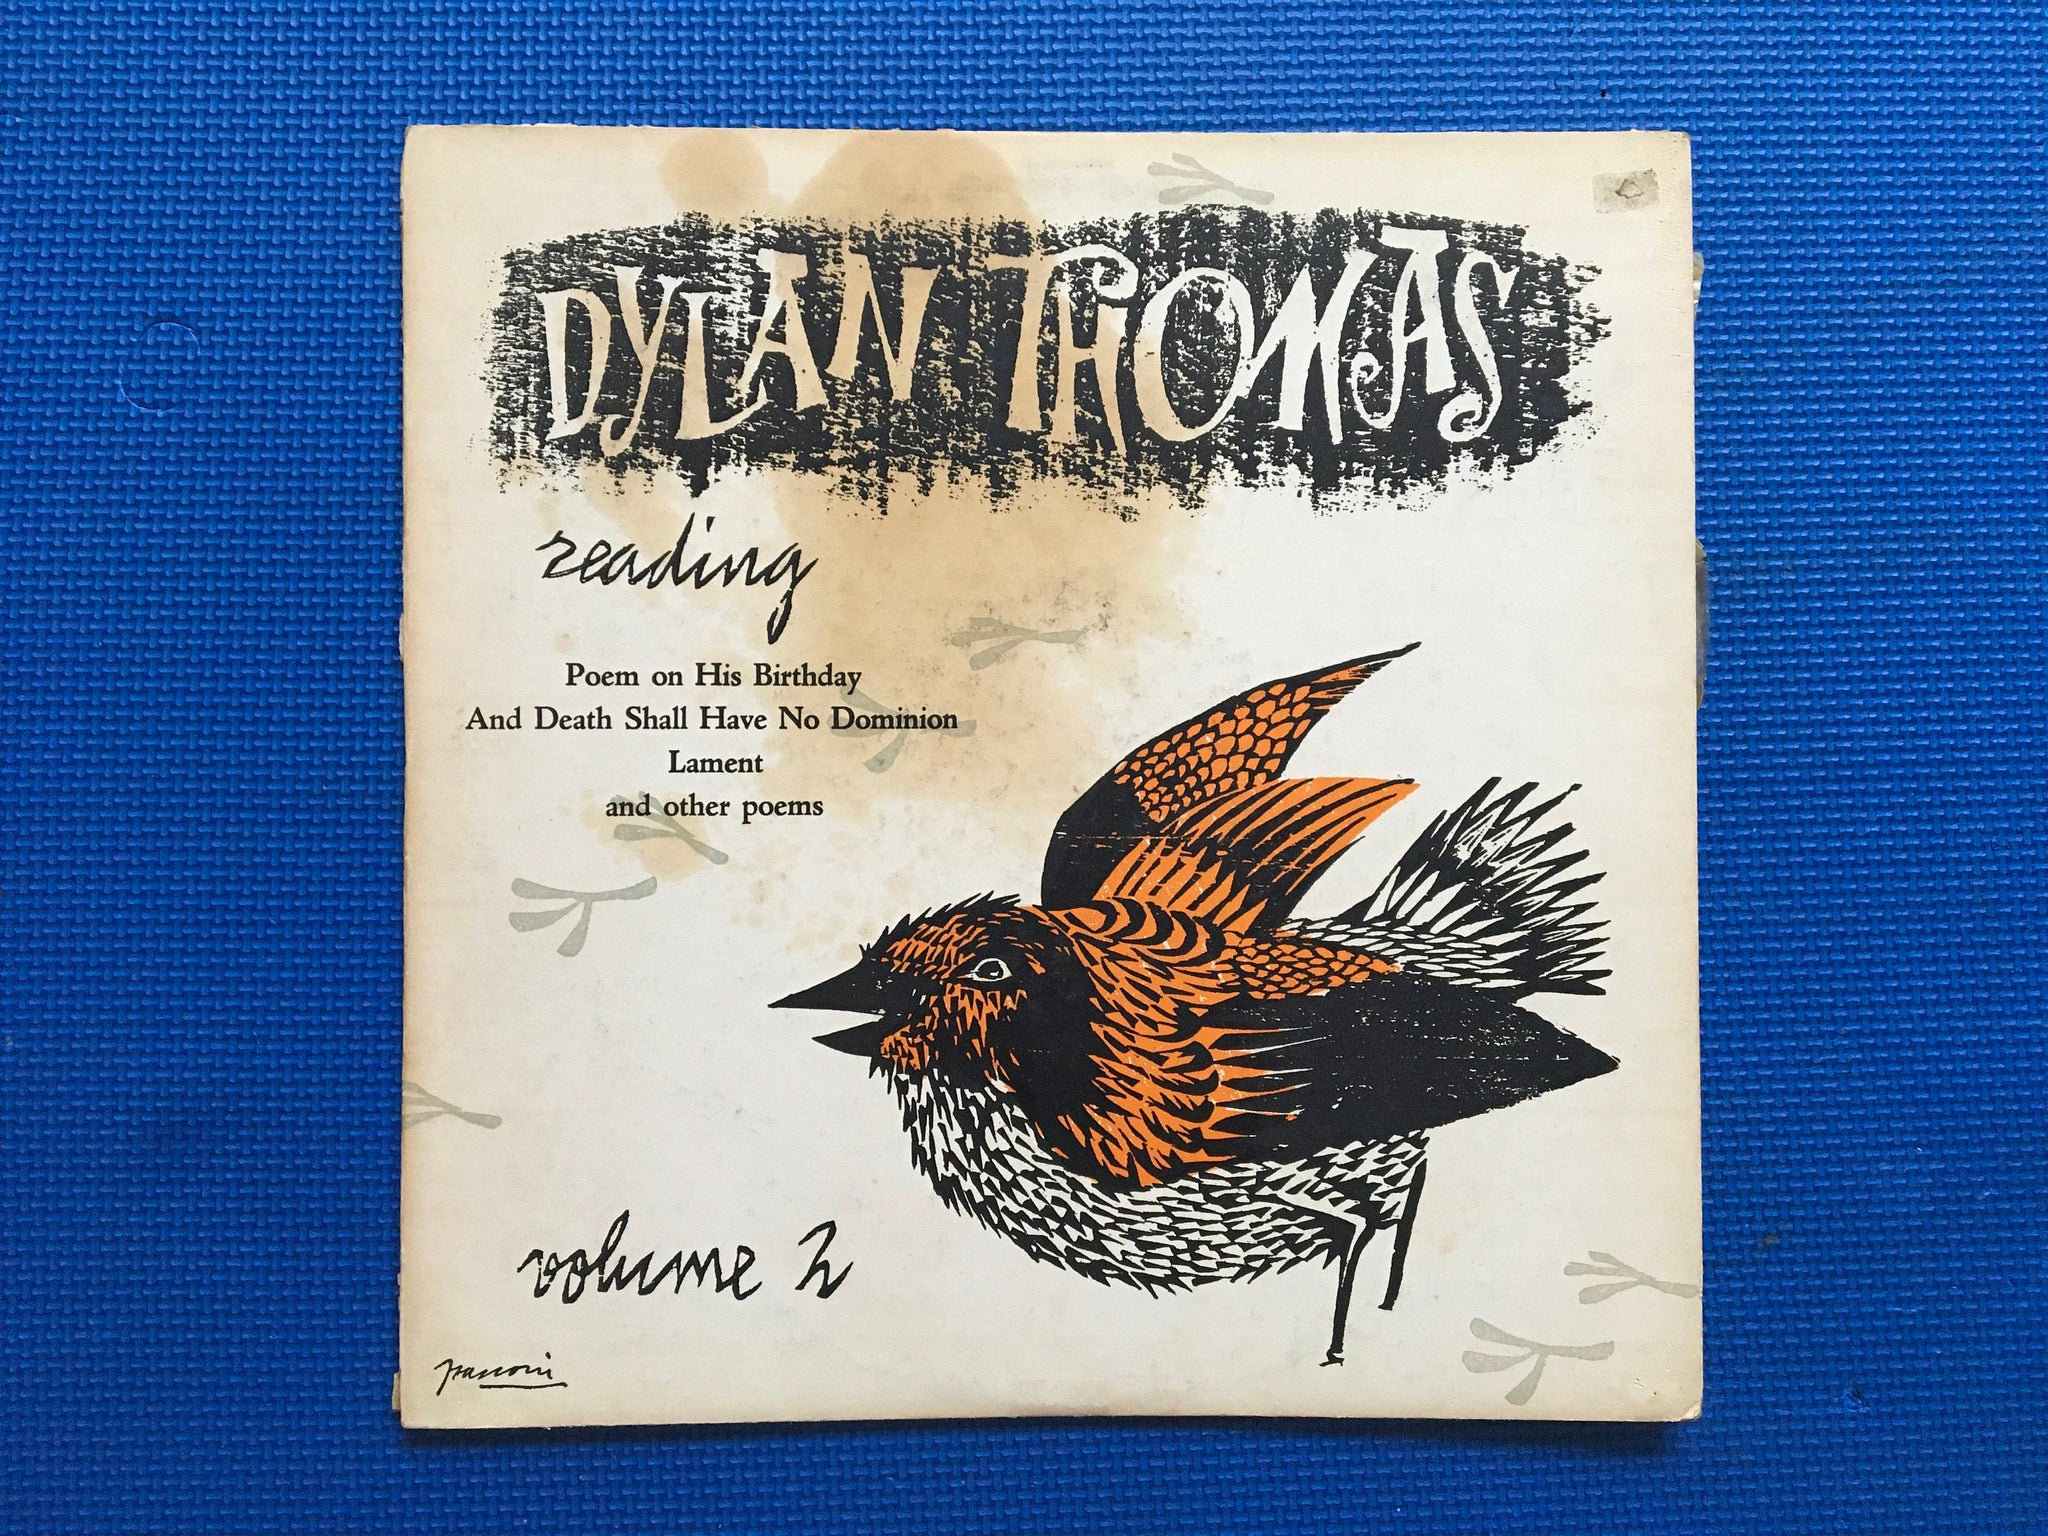 DYLAN THOMAS
reading
Poem on His Birthday
And Death Shall Have No Dominion
Lament
and other poems
volume 2
Frasconi